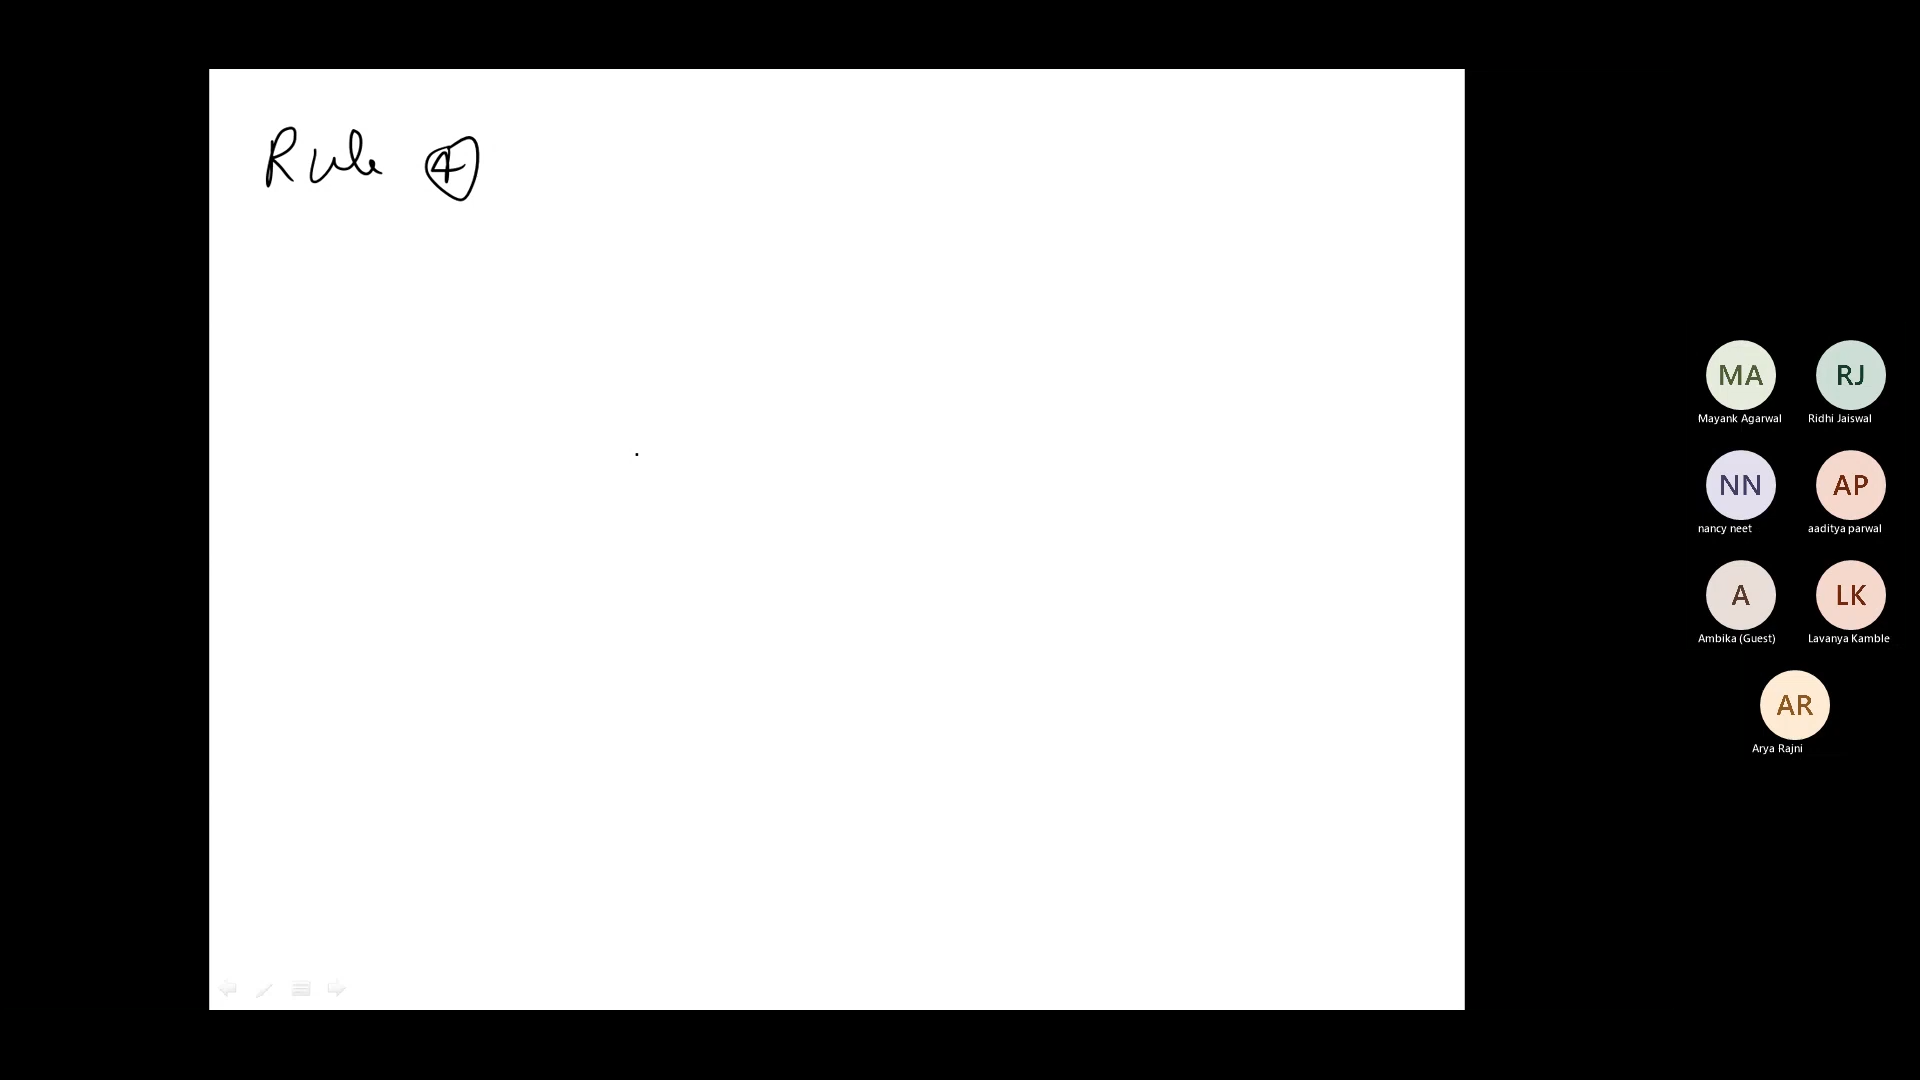 Rule 4
MA RJ
Mayank Agarwal Ridhi Jaiswal
NN AP
nancy neet aaditya parwal
A LK
Ambika (Guest) Lavanya Kamble
AR
Arya Rajni